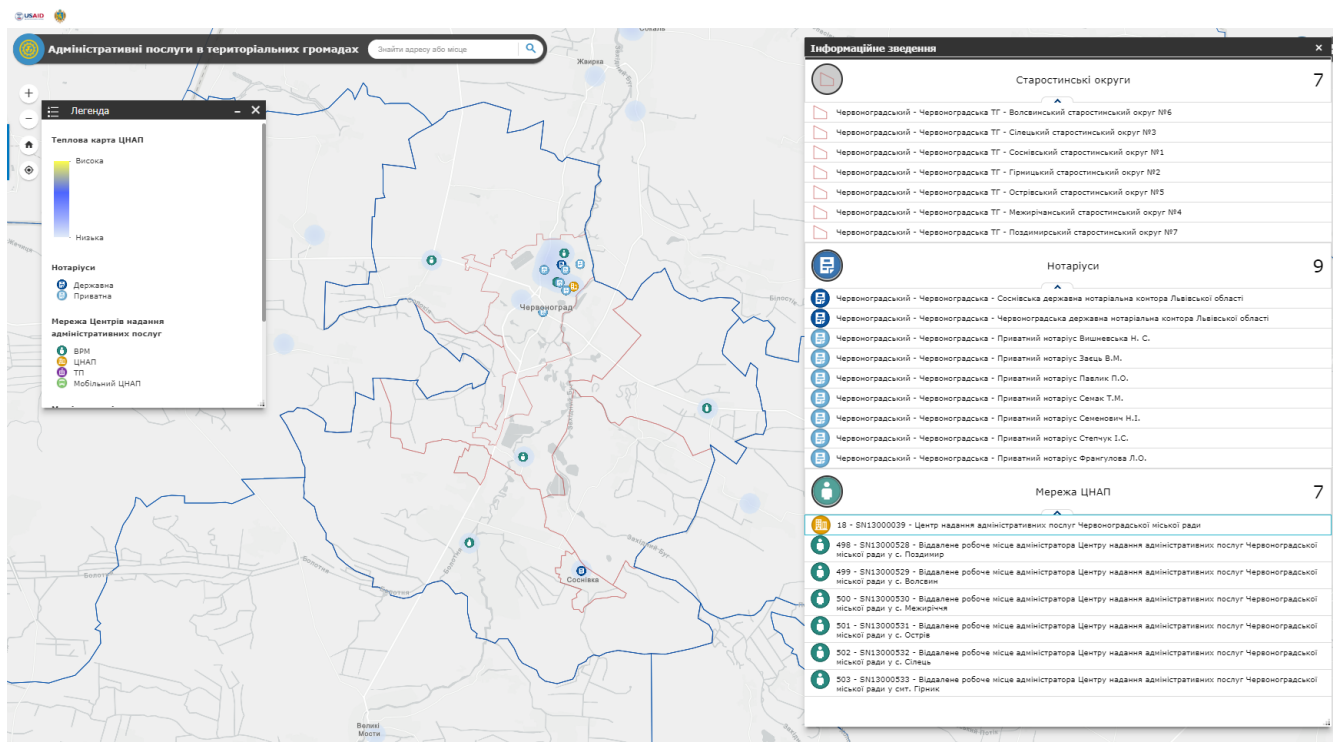 USAID
Адміністративні послуги в територіальних громадах
Знайти адресу або місце
Легенда
Теплова карта ЦНАП
Висока
Низька
Нотаріуси
Державна
Приватна
Мережа Центрів надання
адміністративних послуг
ВРМ
ЦНАП
ТП
Мобільний ЦНАП
Сокаль
Жвирка
Червоноград
Західний Буг
Соснівка
Болотня
Болотня
Болотня
Великі
Мости
Інформаційне зведення
Старостинські округи 7
Червоноградський - Червоноградська ТГ - Волсвинський старостинський округ №6
Червоноградський - Червоноградська ТГ - Сілецький старостинський округ №3
Червоноградський - Червоноградська ТГ - Соснівський старостинський округ №1
Червоноградський - Червоноградська ТГ - Гірницький старостинський округ №2
Червоноградський - Червоноградська ТГ - Острівський старостинський округ №5
Червоноградський - Червоноградська ТГ - Межирічанський старостинський округ №4
Червоноградський - Червоноградська ТГ - Поздимирський старостинський округ №7
Нотаріуси 9
Червоноградський - Червоноградська - Соснівська державна нотаріальна контора Львівської області
Червоноградський - Червоноградська - Червоноградська державна нотаріальна контора Львівської області
Червоноградський - Червоноградська - Приватний нотаріус Вишневська Н. С.
Червоноградський - Червоноградська - Приватний нотаріус Заєць В.М.
Червоноградський - Червоноградська - Приватний нотаріус Павлик П.О.
Червоноградський - Червоноградська - Приватний нотаріус Семак Т.М.
Червоноградський - Червоноградська - Приватний нотаріус Сененович Н.І.
Червоноградський - Червоноградська - Приватний нотаріус Степчук І.С.
Червоноградський - Червоноградська - Приватний нотаріус Франгулова Л.О.
Мережа ЦНАП 7
18 - SN13000039 - Центр надання адміністративних послуг Червоноградської міської ради
498 - SN13000528 - Віддалене робоче місце адміністратора Центру надання адміністративних послуг Червоноградської
міської ради у с. Поздимир
499 - SN13000529 - Віддалене робоче місце адміністратора Центру надання адміністративних послуг Червоноградської
міської ради у с. Волсвин
500 - SN13000530 - Віддалене робоче місце адміністратора Центру надання адміністративних послуг Червоноградської
міської ради у с. Межиріччя
501 - SN13000531 - Віддалене робоче місце адміністратора Центру надання адміністративних послуг Червоноградської
міської ради у с. Острів
502 - SN13000532 - Віддалене робоче місце адміністратора Центру надання адміністративних послуг Червоноградської
міської ради у с. Сілець
503 - SN13000533 - Віддалене робоче місце адміністратора Центру надання адміністративних послуг Червоноградської
міської ради у смт. Гірник